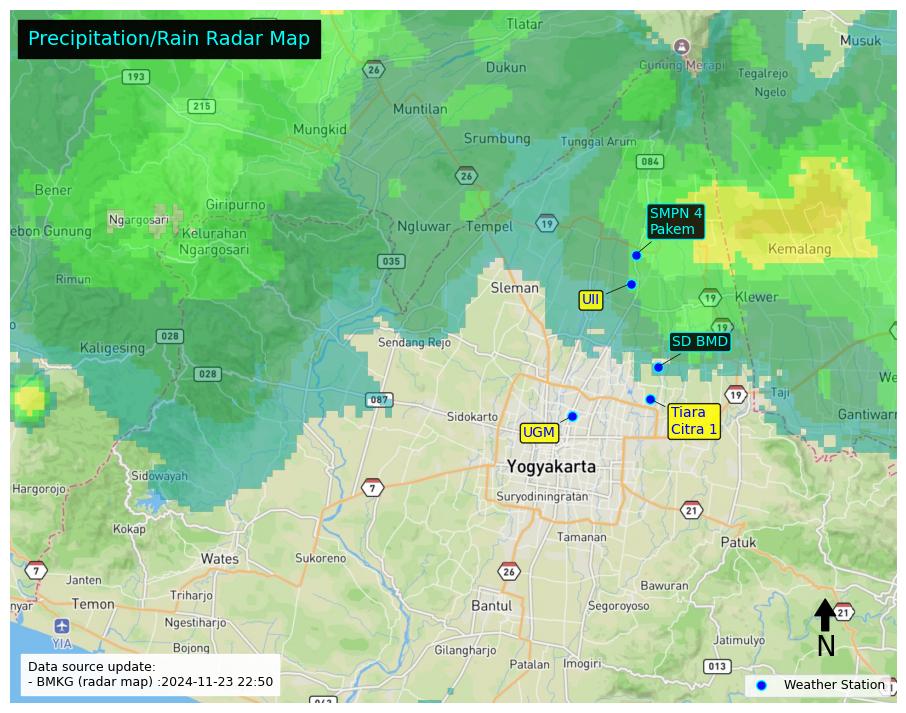 Precipitation/Rain Radar Map
Tlatar
Musuk
26
Gunung Merapi
193
Dukun
Tegalrejo
Ngelo
215
Muntilan
Mungkid
Srumbung
Tunggal Arum
084
26
Bener
Giripurno
Ngargosari
SMPN 4
Pakem
Ngluwar
Tempel
19
Kelurahan
Ngargosari
Kemalang
035
Rimun
Sleman
UII
19
Klewer
19
028
Kaligesing
Sendang Rejo
SD BMD
028
087
19
Taji
Tiara
Citra 1
Sidokarto
UGM
Gantiwarn
Yogyakarta
Sidowayah
7
Hargorojo
Suryodiningratan
21
Kokap
Tamanan
Patuk
Wates
Sukoreno
7
26
Janten
Bawuran
Triharjo
Temon
Bantul
Segoroyoso
21
Ngestiharjo
YIA
N
Jatimulyo
Bojong
Gilangharjo
Patalan
Imogiri
013
Data source update:
- BMKG (radar map) :2024-11-23 22:50
Weather Station